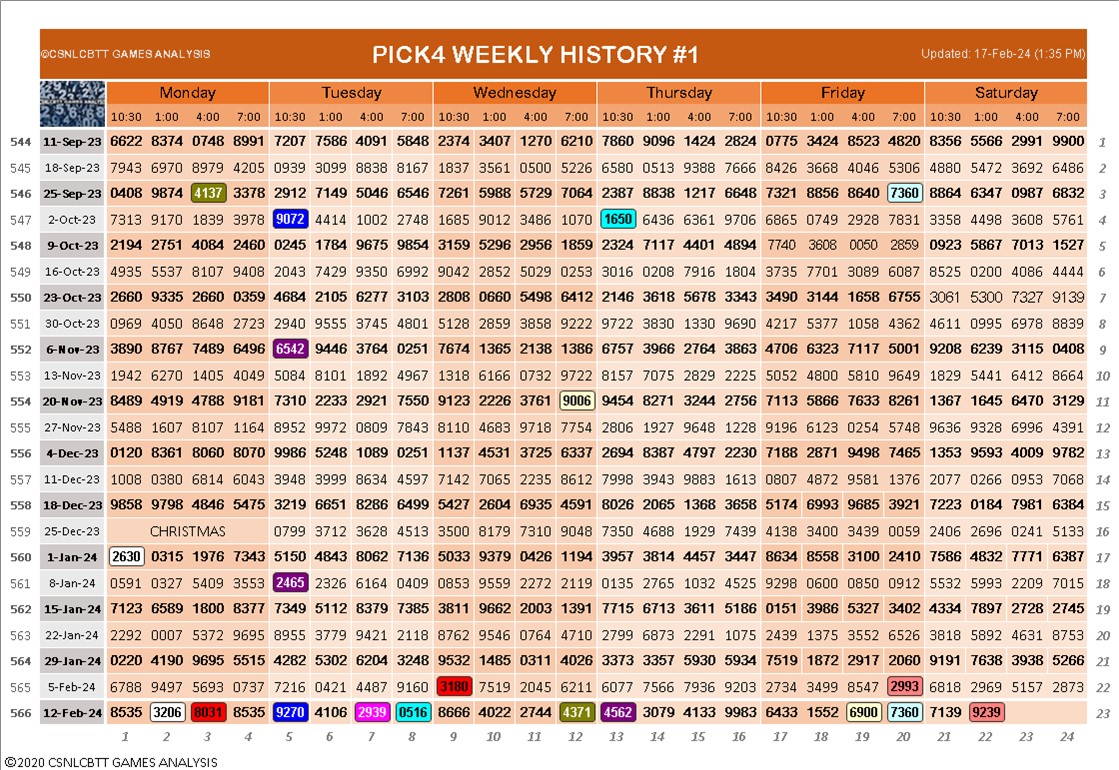 ©CSNLCBTT GAMES ANALYSIS PICK4 WEEKLY HISTORY #1 Updated: 17-Feb-24 (1:35 PM)
Monday Tuesday Wednesday Thursday Friday Saturday
10:30 1:00 4:00 7:00 10:30 1:00 4:00 7:00 10:30 1:00 4:00 7:00 10:30 1:00 4:00 7:00 10:30 1:00 4:00 7:00 10:30 1:00 4:00 7:00
544 11-Sep-23 6622 8374 0748 8991 7207 7586 4091 5848 2374 3407 1270 6210 7860 9096 1424 2824 0775 3424 8523 4820 8356 5566 2991 9900 1
545 18-Sep-23 7943 6970 8979 4205 0939 3099 8838 8167 1837 3561 0500 5226 6580 0513 9388 7666 8426 3668 4046 5306 4880 5472 3692 6786 2
546 25-Sep-23 0408 9874 4137 3378 2912 7149 5046 6546 7261 5988 5729 7064 2387 8038 1217 6648 7321 8856 8640 7360 8864 6347 0987 6832 3
547 2-Oct-23 7313 9170 1839 3978 9072 4414 1002 2748 1685 9012 3486 1070 1650 6436 6361 9706 6865 0749 2928 7831 3358 4498 3608 5761 4
548 9-Oct-23 2194 2751 4084 2460 0245 1784 9675 9854 3159 5296 2956 1859 2324 7117 4401 4894 7740 3608 0050 2859 0923 5867 7013 1527 5
549 16-Oct-23 4935 5537 8107 9408 2043 7429 9350 6992 9042 2852 5029 0253 3016 0208 7916 1804 3735 7701 3089 6087 8525 0200 4086 4444 6
550 23-Oct-23 2660 9335 2660 0359 4684 2105 6277 3103 2808 0660 5498 6412 2146 3618 5678 3343 3490 3144 1658 6755 3061 5300 7327 9139 7
551 30-Oct-23 0969 4050 8648 2723 2940 9555 3745 4801 5128 2859 3858 9222 9722 3830 1330 9690 4217 5377 1058 4362 4611 0995 6978 8839 8
552 6-Nov-23 3890 8767 7489 6496 6542 9446 3764 0251 7674 1365 2138 1386 6757 3966 2764 3863 4706 6323 7117 5001 9208 6239 3115 0408 9
553 13-Nov-23 1942 6270 1405 4049 5084 8101 1892 4967 1318 6166 0732 9722 8157 7075 2829 2225 5052 4800 5810 9649 1829 5441 6412 8664 10
554 20-Nov-23 8489 4919 4788 9181 7310 2233 2921 7550 9123 2226 3761 9006 9454 8271 3244 2756 7113 5866 7633 8261 1367 1645 6470 3129 11
555 27-Nov-23 5488 1607 8107 1164 8952 9972 0809 7843 8110 4683 9718 7754 2806 1927 9648 1228 9196 6123 0254 5748 9636 9328 6996 4391 12
556 4-Dec-23 0120 8361 8060 8070 9986 5248 1089 0251 1137 4531 3725 6337 2694 8387 4797 2230 7188 2871 9498 7465 1353 9593 4009 9782 13
557 11-Dec-23 1008 0380 6814 6043 3948 3999 8634 4597 7142 7065 2235 8612 7998 3943 9883 1613 0807 4872 9581 1376 2077 0266 0953 7068 14
558 18-Dec-23 9858 9798 4846 5475 3219 6651 8286 6499 5427 2604 6935 4591 8026 2065 1368 3658 5174 6993 9685 3921 7223 0184 7981 6384 15
559 25-Dec-23 CHRISTMAS 0799 3712 3628 4513 3500 8179 7310 9048 7350 4688 1929 7439 4138 3400 3439 0059 2406 2696 0241 5133 16
560 1-Jan-24 2630 0315 1976 7343 5150 4843 8062 7136 5033 9379 0426 1194 3957 3814 4457 3447 8634 8558 3100 2410 7586 4832 7771 6387 17
561 8-Jan-24 0591 0327 5409 3553 2465 2326 6164 0409 0853 9559 2272 2119 0135 2765 1032 4525 9298 0600 0850 0912 5532 5993 2209 7015 18
562 15-Jan-24 7123 6589 1800 8377 7349 5112 8379 7385 3811 9662 2003 1391 7715 6713 3611 5186 0151 3986 5327 3402 4334 7897 2728 2745 19
563 22-Jan-24 2292 0007 5372 9695 8955 3779 9421 2118 8762 9546 0764 4710 2799 6873 2291 1075 2439 1375 3552 6526 3818 5892 4631 8753 20
564 29-Jan-24 0220 4190 9695 5515 4282 5302 6204 3248 9532 1485 0311 4026 3373 3357 5930 5934 7519 1872 2917 2060 9191 7638 3938 5266 21
565 5-Feb-24 6788 9497 5693 0737 7216 0421 4487 9160 3180 7519 2045 6211 6077 7566 7936 9203 2734 3499 8547 2993 6818 2969 5157 2873 22
566 12-Feb-24 8535 3206 8031 8535 9270 4106 2939 0516 8666 4022 2744 4371 4562 3079 4133 9983 6433 1552 6900 7360 7139 9239 23
1 2 3 4 5 6 7 8 9 10 11 12 13 14 15 16 17 18 19 20 21 22 23 24
©2020 CSNLCBTT GAMES ANALYSIS